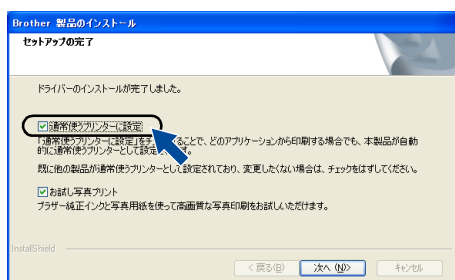 Brother 製品のインストール
セットアップの完了
ドライバーのインストールが完了しました。
通常使うプリンターに設定
「通常使うプリンターに設定」をチ ることで、どのアプリケーションから印刷する場合でも、本製品が自動
的に通常使うプリンターとして設定 す。
既に他の製品が通常使うプリンターとして設定されており、変更したくない場合は、チェックをはずしてください。
お試し写真プリント
ブラザー純正インクと写真用紙を使って高画質な写真印刷をお試しいただけます。
InstallShield
< 戻る(B) 次へ (N)> キャンセル